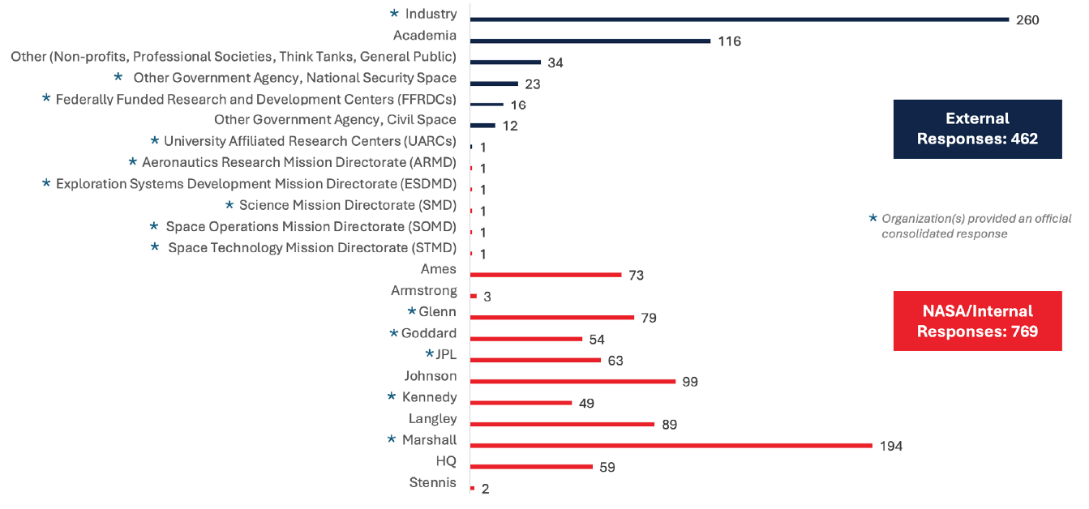 * Industry 260
Academia 116
Other (Non-profits, Professional Societies, Think Tanks, General Public) 34
* Other Government Agency, National Security Space 23
* Federally Funded Research and Development Centers (FFRDCs) 16
Other Government Agency, Civil Space 12
* University Affiliated Research Centers (UARCs) 1
* Aeronautics Research Mission Directorate (ARMD) 1
* Exploration Systems Development Mission Directorate (ESDMD) 1
* Science Mission Directorate (SMD) 1
* Space Operations Mission Directorate (SOMD) 1
* Space Technology Mission Directorate (STMD) 1
Ames 73
Armstrong 3
* Glenn 79
* Goddard 54
* JPL 63
Johnson 99
* Kennedy 49
Langley 89
* Marshall 194
HQ 59
Stennis 2
External
Responses: 462
* Organization(s) provided an official
consolidated response
NASA/Internal
Responses: 769